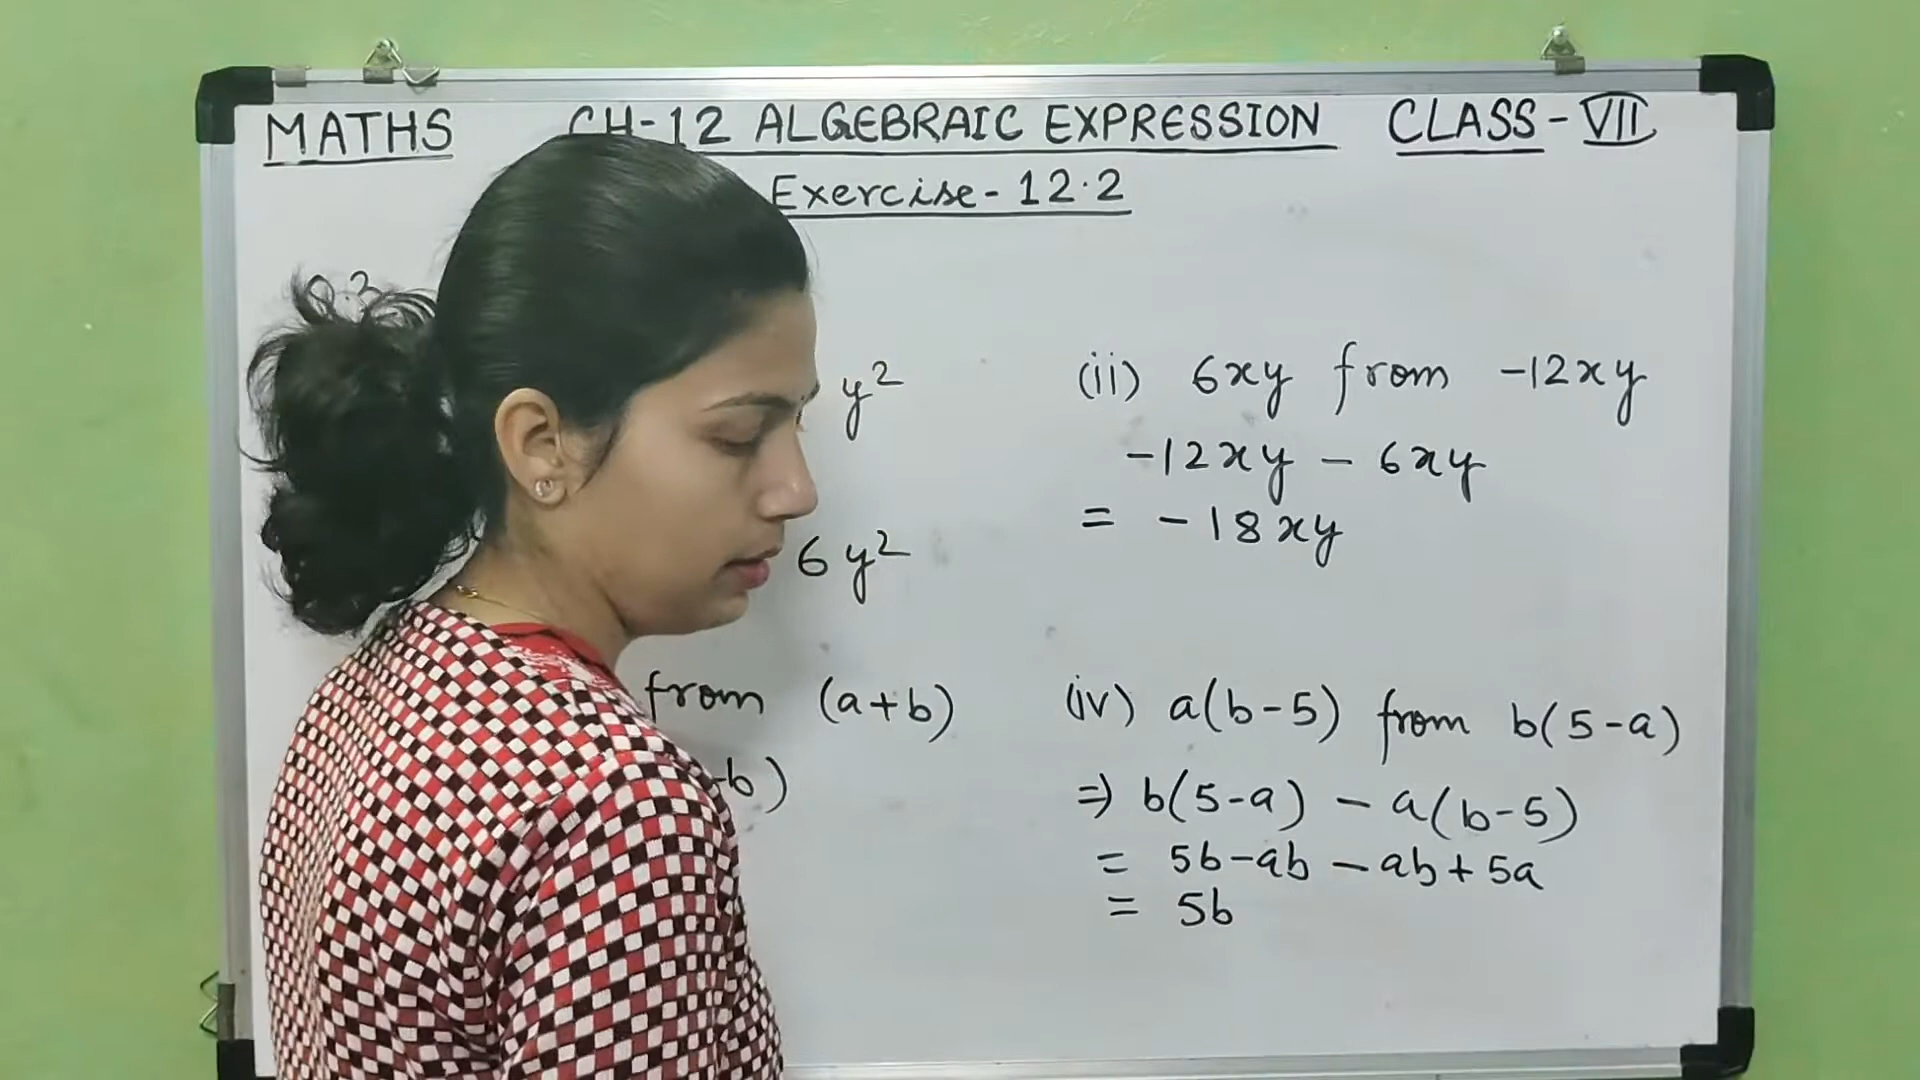 MATHS CH-12 ALGEBRAIC EXPRESSION CLASS-VII
Exercise-12.2
y²
6y²
from (a+b)
b)
(ii) 6xy from -12xy
-12xy - 6xy
= -18xy
(iv) a(b-5) from b(5-a)
⇒ b(5-a) - a(b-5)
= 5b-ab - ab+5a
= 5b